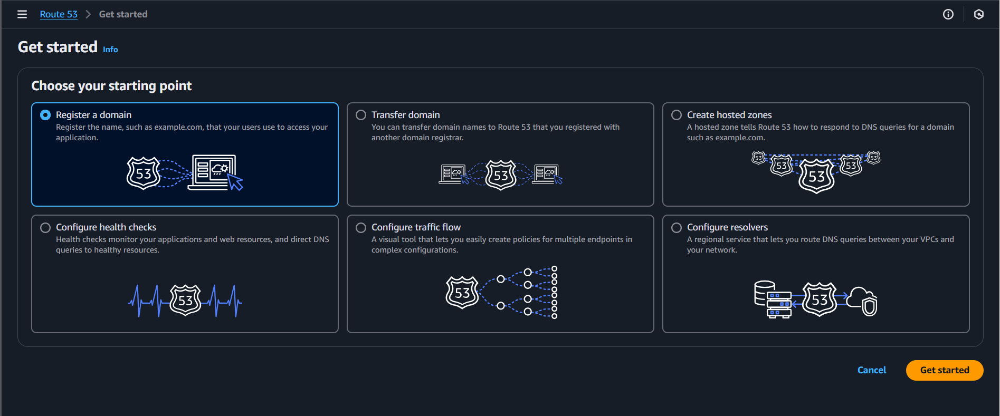 Route 53 > Get started
Get started Info
Choose your starting point
Register a domain
Register the name, such as example.com, that your users use to access your
application.
53
Transfer domain
You can transfer domain names to Route 53 that you registered with
another domain registrar.
53
Create hosted zones
A hosted zone tells Route 53 how to respond to DNS queries for a domain
such as example.com.
53 53 53 53 53
Configure health checks
Health checks monitor your applications and web resources, and direct DNS
queries to healthy resources.
53
Configure traffic flow
A visual tool that lets you easily create policies for multiple endpoints in
complex configurations.
53
Configure resolvers
A regional service that lets you route DNS queries between your VPCs and
your network.
53
Cancel
Get started